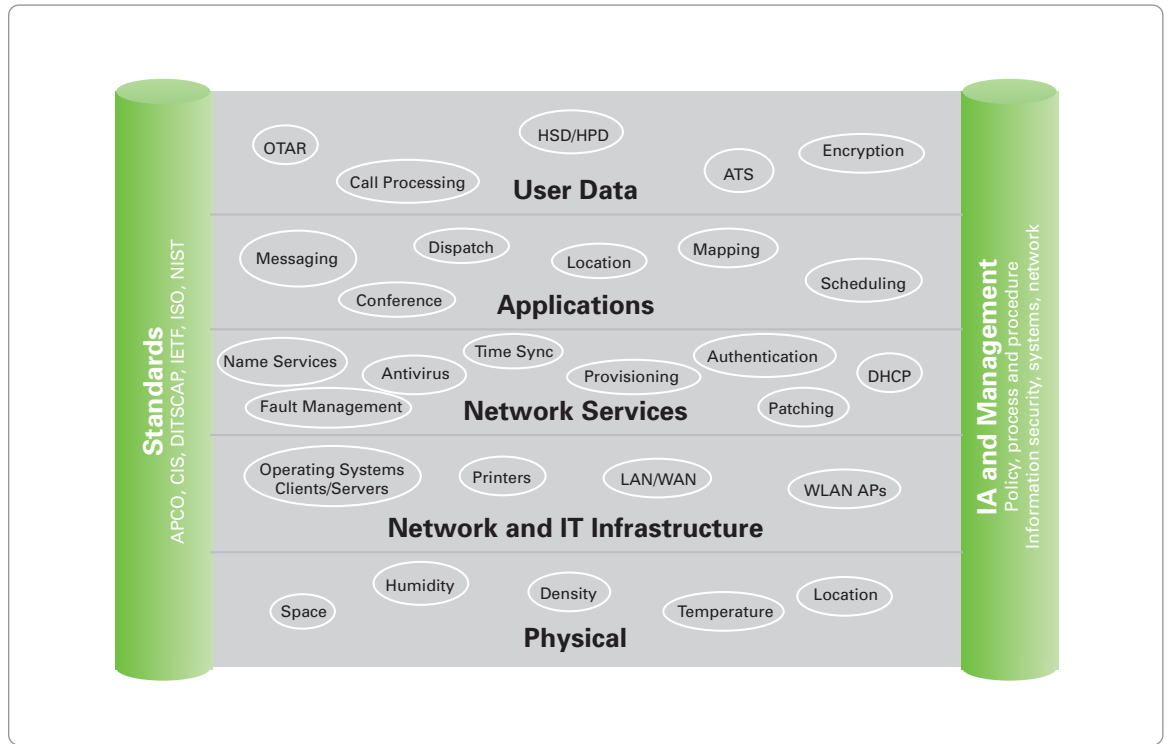 Standards
APCO, CIS, DITSCAP, IETF, ISO, NIST
OTAR
HSD/HPD
Call Processing
ATS
Encryption
User Data
Messaging
Dispatch
Location
Mapping
Scheduling
Conference
Applications
Name Services
Antivirus
Time Sync
Provisioning
Authentication
DHCP
Fault Management
Patching
Network Services
Operating Systems
Clients/Servers
Printers
LAN/WAN
WLAN APs
Network and IT Infrastructure
Space
Humidity
Density
Temperature
Location
Physical
IA and Management
Policy, process and procedure
Information security, systems, network